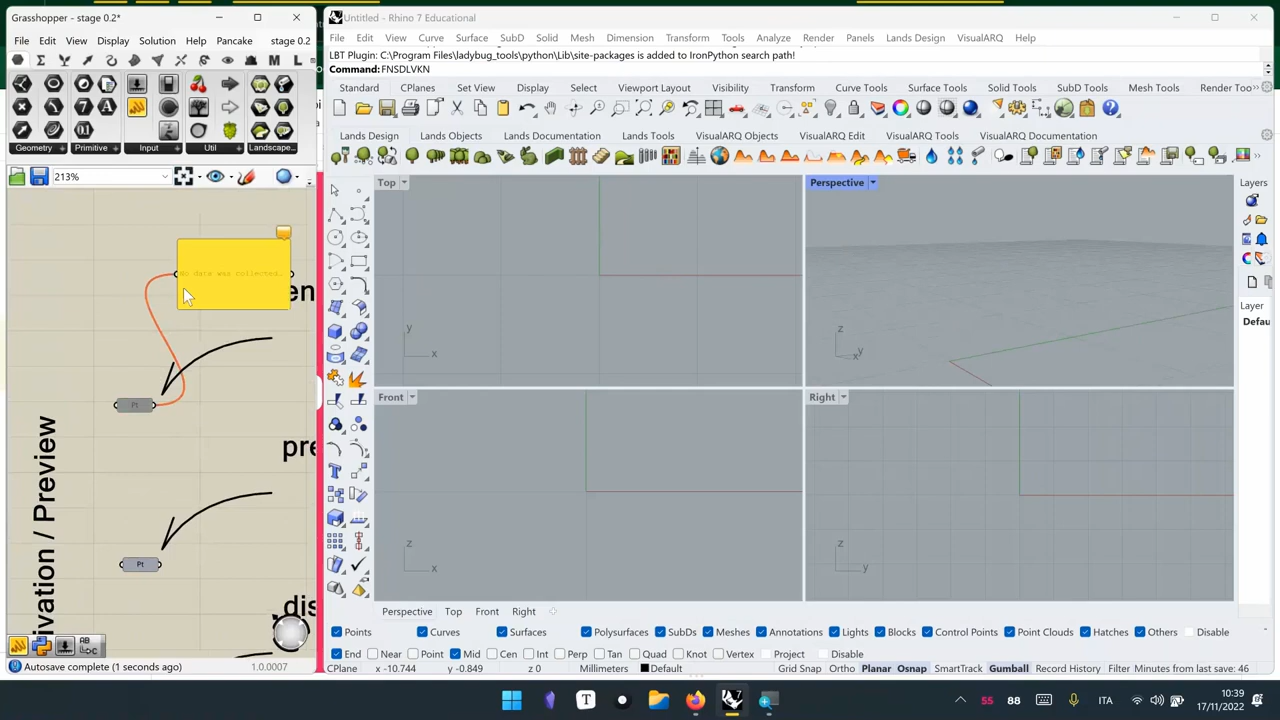 Grasshopper - stage 0.2*
File Edit View Display Solution Help Pancake stage 0.2
Geometry Primitive Input Util Landscape...
213%
No data was collected...
en
Pt
pre
Pt
dis
ivation / Preview
Autosave complete (1 seconds ago) 1.0.0007
Untitled - Rhino 7 Educational
File Edit View Curve Surface SubD Solid Mesh Dimension Transform Tools Analyze Render Panels Lands Design VisualARQ Help
LBT Plugin: C:\Program Files\ladybug_tools\python\Lib\site-packages is added to IronPython search path!
Command: FNSDLVKN
Standard CPlanes Set View Display Select Viewport Layout Visibility Transform Curve Tools Surface Tools Solid Tools SubD Tools Mesh Tools Render Too
Lands Design Lands Objects Lands Documentation Lands Tools VisualARQ Objects VisualARQ Edit VisualARQ Tools VisualARQ Documentation
Top
y
x
Perspective
z
y
x
Front
z
x
Right
z
y
Layers
Layer
Defau
Perspective Top Front Right
Points Curves Surfaces Polysurfaces SubDs Meshes Annotations Lights Blocks Control Points Point Clouds Hatches Others Disable
End Near Point Mid Cen Int Perp Tan Quad Knot Vertex Project Disable
CPlane x -10.744 y -0.849 z 0 Millimeters Default Grid Snap Ortho Planar Osnap SmartTrack Gumball Record History Filter Minutes from last save: 46
55 88 ITA
10:39
17/11/2022